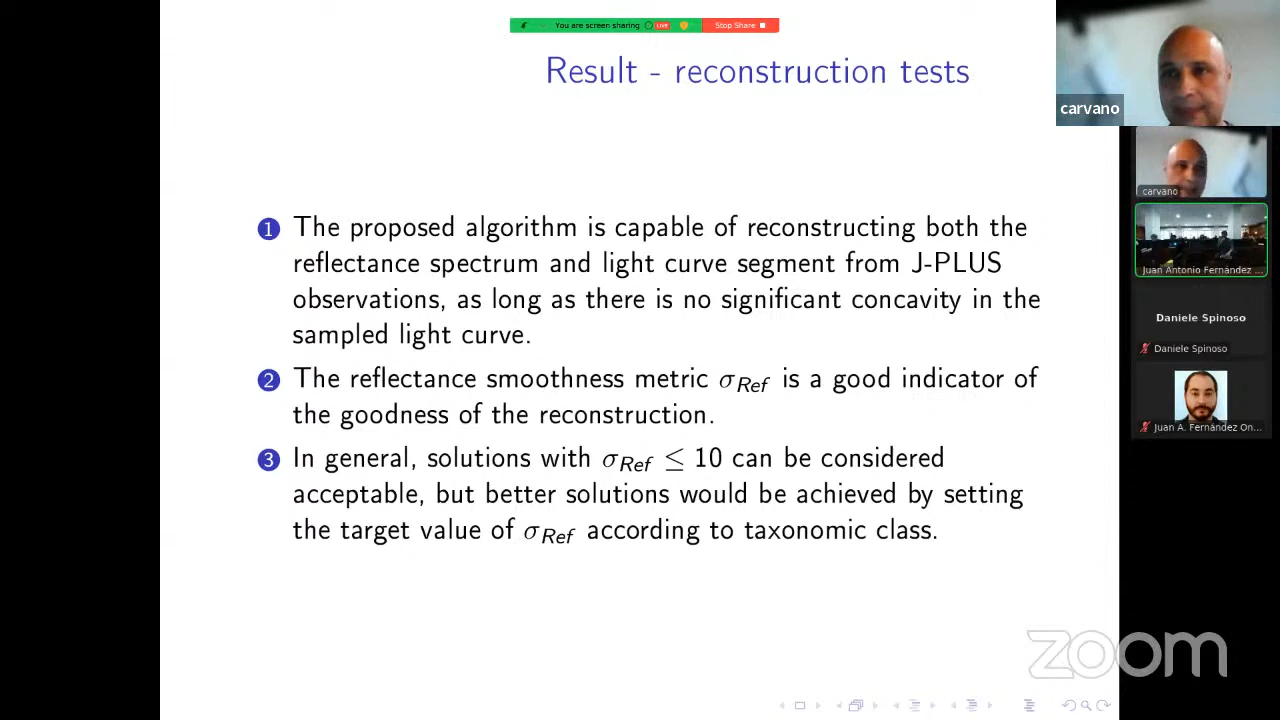 You are screen sharing
LIVE
Stop Share
Result - reconstruction tests
carvano
carvano
1 The proposed algorithm is capable of reconstructing both the
reflectance spectrum and light curve segment from J-PLUS
observations, as long as there is no significant concavity in the
sampled light curve.
2 The reflectance smoothness metric σRef is a good indicator of
the goodness of the reconstruction.
3 In general, solutions with σRef ≤ 10 can be considered
acceptable, but better solutions would be achieved by setting
the target value of σRef according to taxonomic class.
Juan Antonio Fernández ...
Daniele Spinoso
Daniele Spinoso
Juan A. Fernández On...
zoom